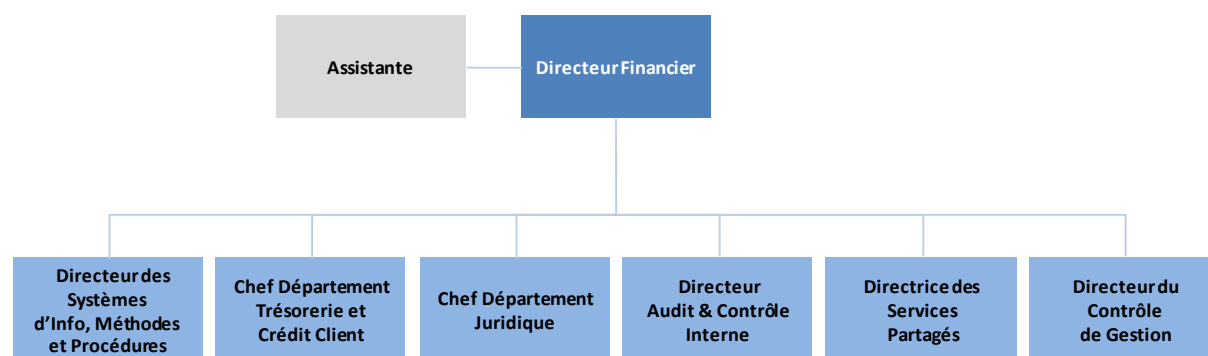 Assistante
Directeur Financier
Directeur des
Systèmes
d’Info, Méthodes
et Procédures
Chef Département
Trésorerie et
Crédit Client
Chef Département
Juridique
Directeur
Audit & Contrôle
Interne
Directrice des
Services
Partagés
Directeur du
Contrôle
de Gestion